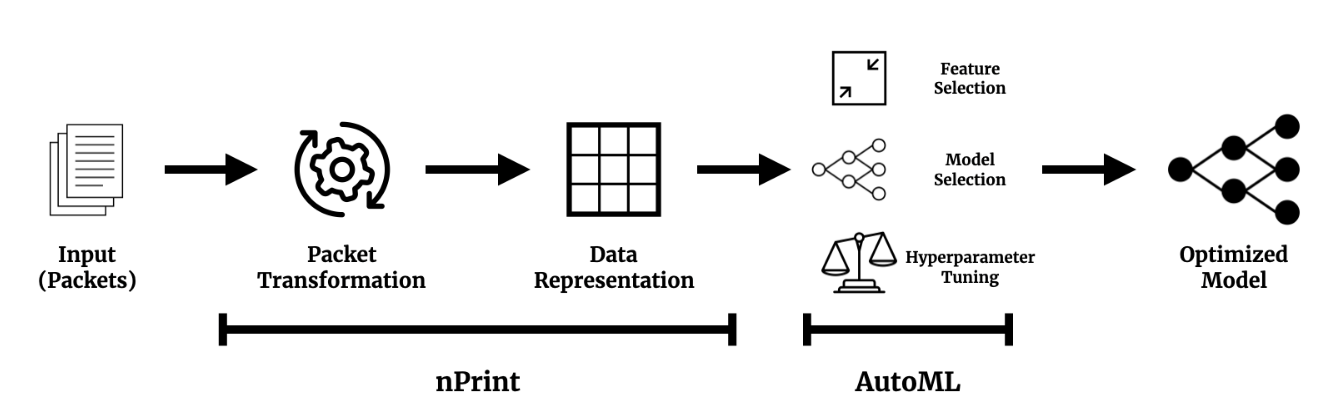 Input
(Packets)
Packet
Transformation
Data
Representation
Feature
Selection
Model
Selection
Hyperparameter
Tuning
Optimized
Model
nPrint
AutoML